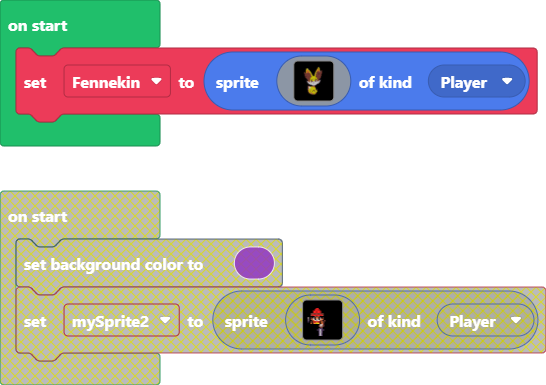 on start
set Fennekin to sprite of kind Player
on start
set background color to
set mySprite2 to sprite of kind Player